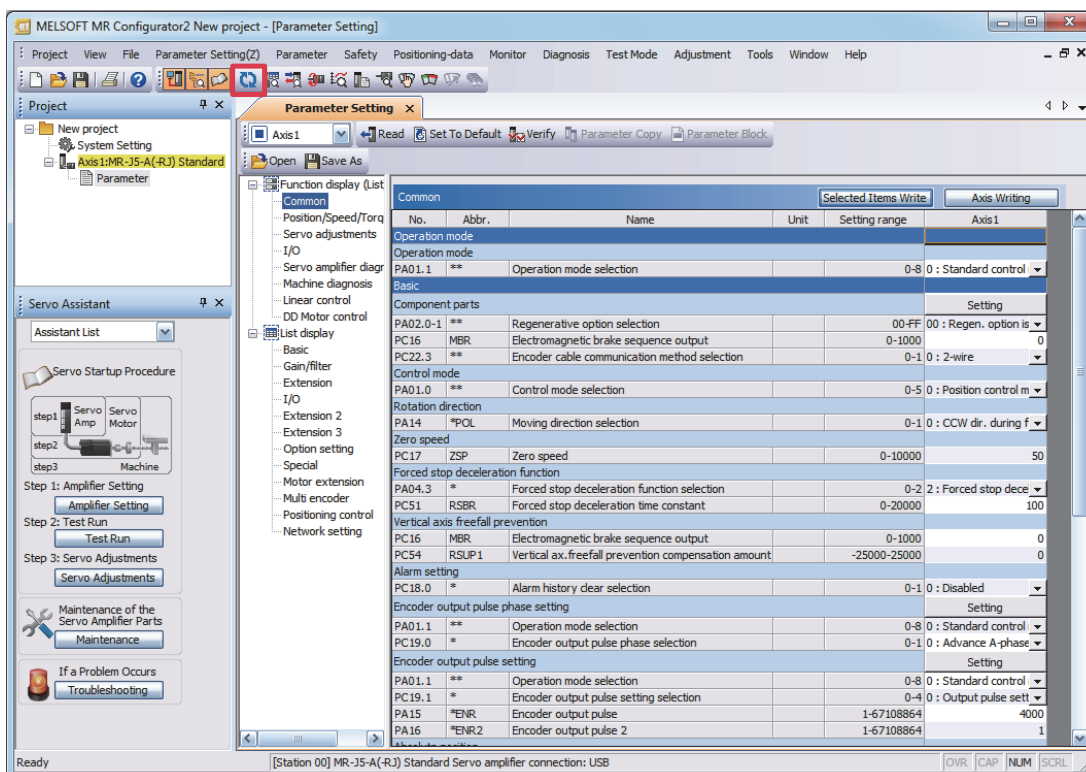 MELSOFT MR Configurator2 New project - [Parameter Setting]
Project View File Parameter Setting(Z) Parameter Safety Positioning-data Monitor Diagnosis Test Mode Adjustment Tools Window Help
Project
New project
System Setting
Axis1:MR-J5-A(-RJ) Standard
Parameter
Servo Assistant
Assistant List
Servo Startup Procedure
step1 Servo Amp Servo Motor
step2
step3 Machine
Step 1: Amplifier Setting
Amplifier Setting
Step 2: Test Run
Test Run
Step 3: Servo Adjustments
Servo Adjustments
Maintenance of the
Servo Amplifier Parts
Maintenance
If a Problem Occurs
Troubleshooting
Parameter Setting
Axis1 Read Set To Default Verify Parameter Copy Parameter Block
Open Save As
Function display (List
Common
Position/Speed/Torq
Servo adjustments
I/O
Servo amplifier diagr
Machine diagnosis
Linear control
DD Motor control
List display
Basic
Gain/filter
Extension
I/O
Extension 2
Extension 3
Option setting
Special
Motor extension
Multi encoder
Positioning control
Network setting
Common Selected Items Write Axis Writing
No. Abbr. Name Unit Setting range Axis1
Operation mode
Operation mode
PA01.1 ** Operation mode selection 0-8 0 : Standard control
Basic
Component parts Setting
PA02.0-1 ** Regenerative option selection 00-FF 00 : Regen. option is
PC16 MBR Electromagnetic brake sequence output 0-1000 0
PC22.3 ** Encoder cable communication method selection 0-1 0 : 2-wire
Control mode
PA01.0 ** Control mode selection 0-5 0 : Position control m
Rotation direction
PA14 *POL Moving direction selection 0-1 0 : CCW dir. during f
Zero speed
PC17 ZSP Zero speed 0-10000 50
Forced stop deceleration function
PA04.3 * Forced stop deceleration function selection 0-2 2 : Forced stop dece
PC51 RSBR Forced stop deceleration time constant 0-20000 100
Vertical axis freefall prevention
PC16 MBR Electromagnetic brake sequence output 0-1000 0
PC54 RSUP1 Vertical ax.freefall prevention compensation amount -25000-25000 0
Alarm setting
PC18.0 * Alarm history clear selection 0-1 0 : Disabled
Encoder output pulse phase setting Setting
PA01.1 ** Operation mode selection 0-8 0 : Standard control
PC19.0 * Encoder output pulse phase selection 0-1 0 : Advance A-phase
Encoder output pulse setting Setting
PA01.1 ** Operation mode selection 0-8 0 : Standard control
PC19.1 * Encoder output pulse setting selection 0-4 0 : Output pulse sett
PA15 *ENR Encoder output pulse 1-67108864 4000
PA16 *ENR2 Encoder output pulse 2 1-67108864 1
Ready [Station 00] MR-J5-A(-RJ) Standard Servo amplifier connection: USB OVR CAP NUM SCRL